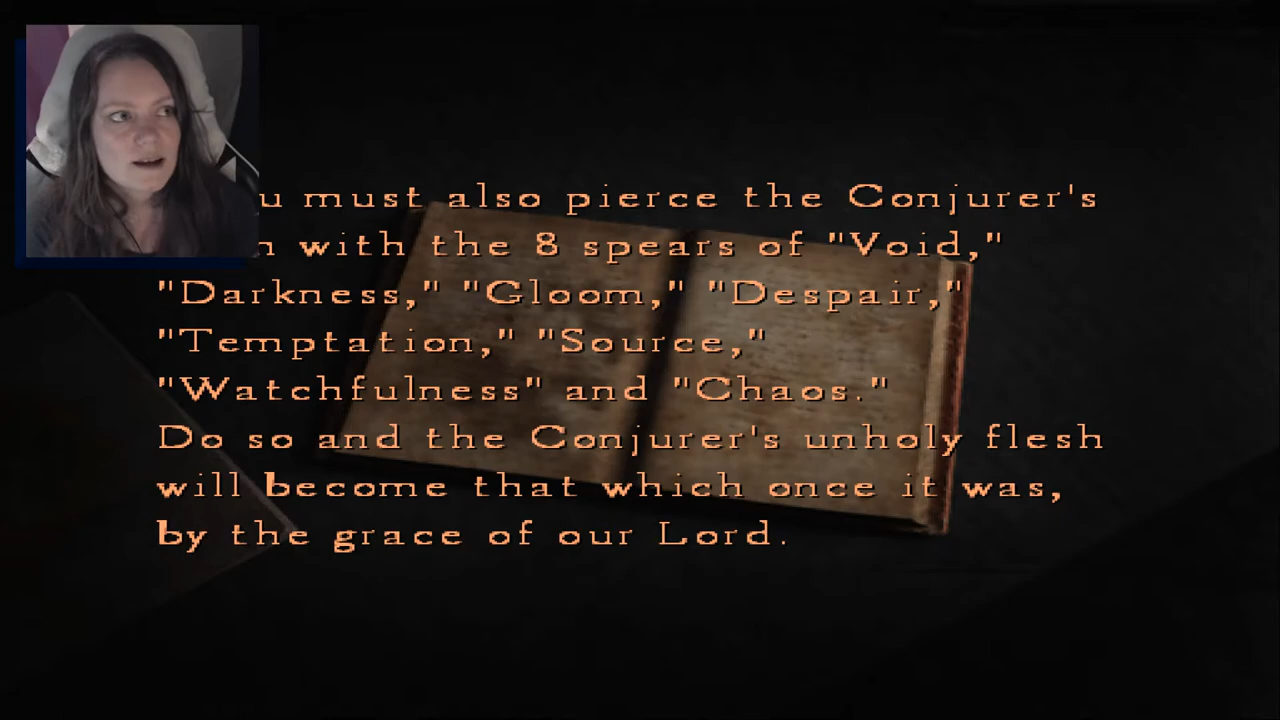 must also pierce the Conjurer's
with the 8 spears of "Void,"
"Darkness," "Gloom," "Despair,"
"Temptation," "Source,"
"Watchfulness" and "Chaos."
Do so and the Conjurer's unholy flesh
will become that which once it was,
by the grace of our Lord.